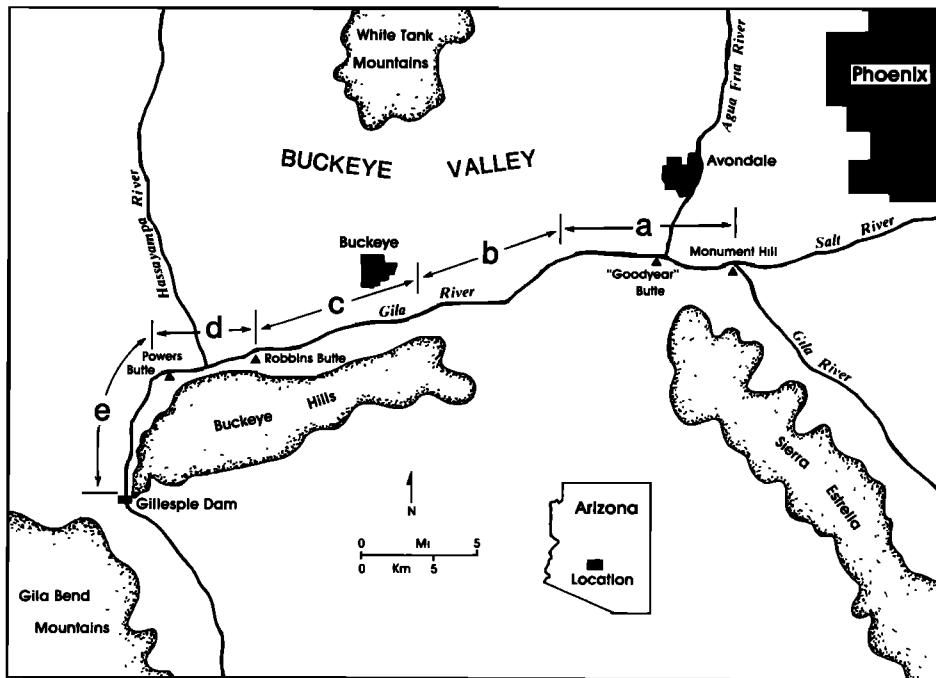 White Tank
Mountains
Agua Fria River
Phoenix
BUCKEYE VALLEY
Avondale
Hassayampa River
a
Buckeye
b
Salt River
Monument Hill
"Goodyear"
Butte
c
Gila River
d
Powers
Butte
Robbins Butte
Gila River
e
Buckeye Hills
Sierra Estrella
Gillespie Dam
N
Arizona
Location
0 Mi 5
0 Km 5
Gila Bend
Mountains